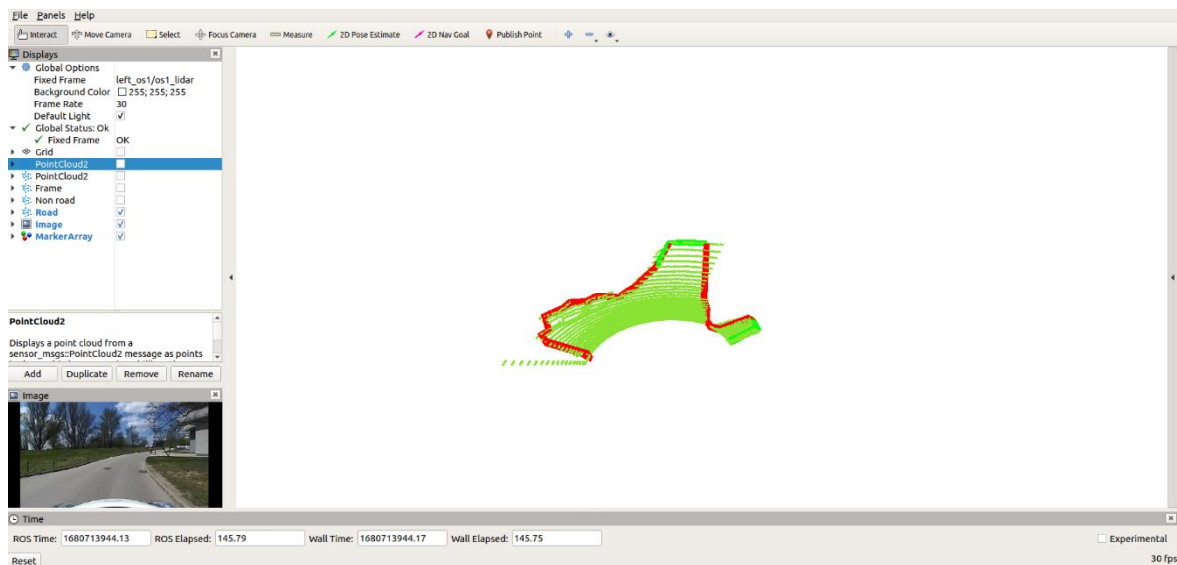 File Panels Help
Interact Move Camera Select Focus Camera Measure 2D Pose Estimate 2D Nav Goal Publish Point
Displays
Global Options
Fixed Frame left_os1/os1_lidar
Background Color 255; 255; 255
Frame Rate 30
Default Light
Global Status: Ok
Fixed Frame OK
Grid
PointCloud2
PointCloud2
Frame
Non road
Road
Image
MarkerArray
PointCloud2
Displays a point cloud from a
sensor_msgs::PointCloud2 message as points
Add Duplicate Remove Rename
Image
Time
ROS Time: 1680713944.13 ROS Elapsed: 145.79 Wall Time: 1680713944.17 Wall Elapsed: 145.75 Experimental
Reset 30 fps